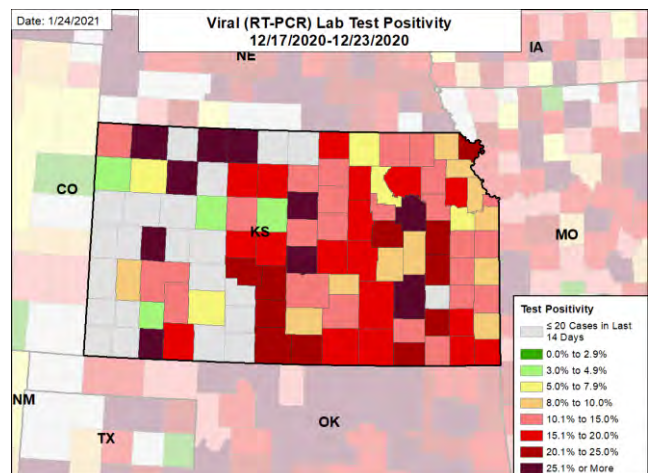 Date: 1/24/2021
Viral (RT-PCR) Lab Test Positivity
12/17/2020-12/23/2020
NE
IA
CO
KS
MO
NM
TX
OK
Test Positivity
≤ 20 Cases in Last
14 Days
0.0% to 2.9%
3.0% to 4.9%
5.0% to 7.9%
8.0% to 10.0%
10.1% to 15.0%
15.1% to 20.0%
20.1% to 25.0%
25.1% or More